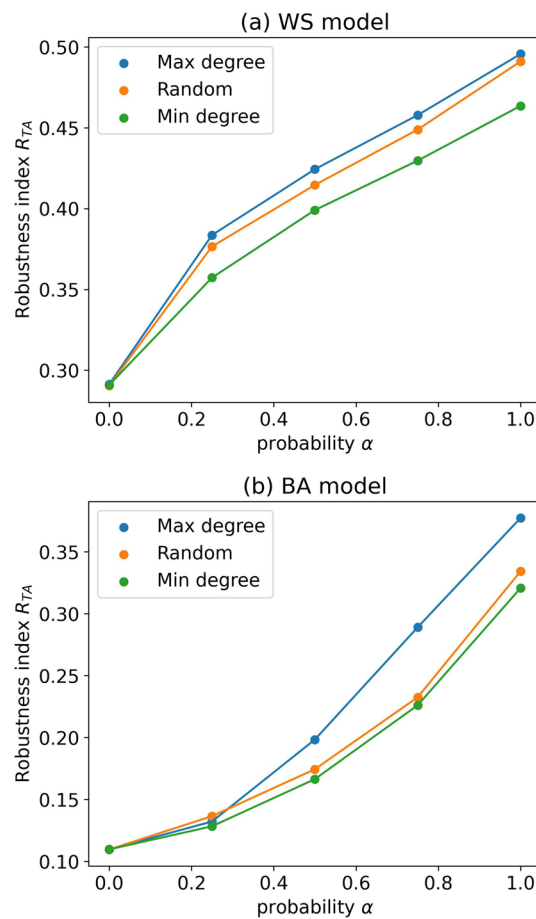 (a) WS model
Robustness index R_TA
0.50
0.45
0.40
0.35
0.30
Max degree
Random
Min degree
0.0 0.2 0.4 0.6 0.8 1.0
probability α
(b) BA model
Robustness index R_TA
0.35
0.30
0.25
0.20
0.15
0.10
Max degree
Random
Min degree
0.0 0.2 0.4 0.6 0.8 1.0
probability α